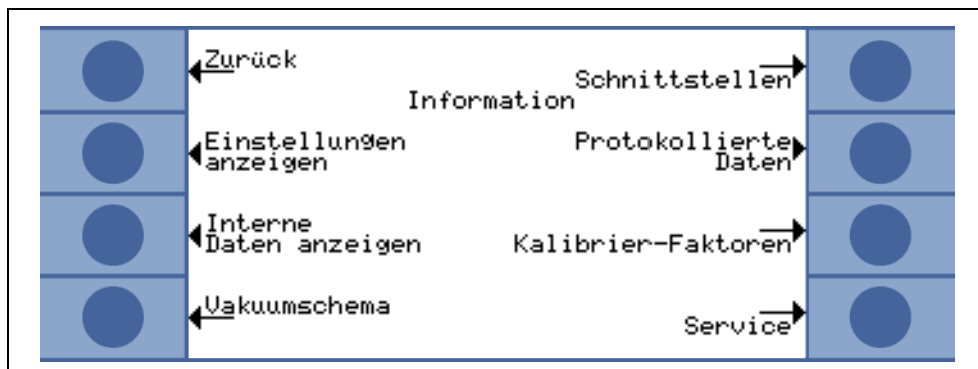 Zurück
Schnittstellen
Information
Einstellungen
anzeigen
Protokollierte
Daten
Interne
Daten anzeigen
Kalibrier-Faktoren
Vakuumschema
Service